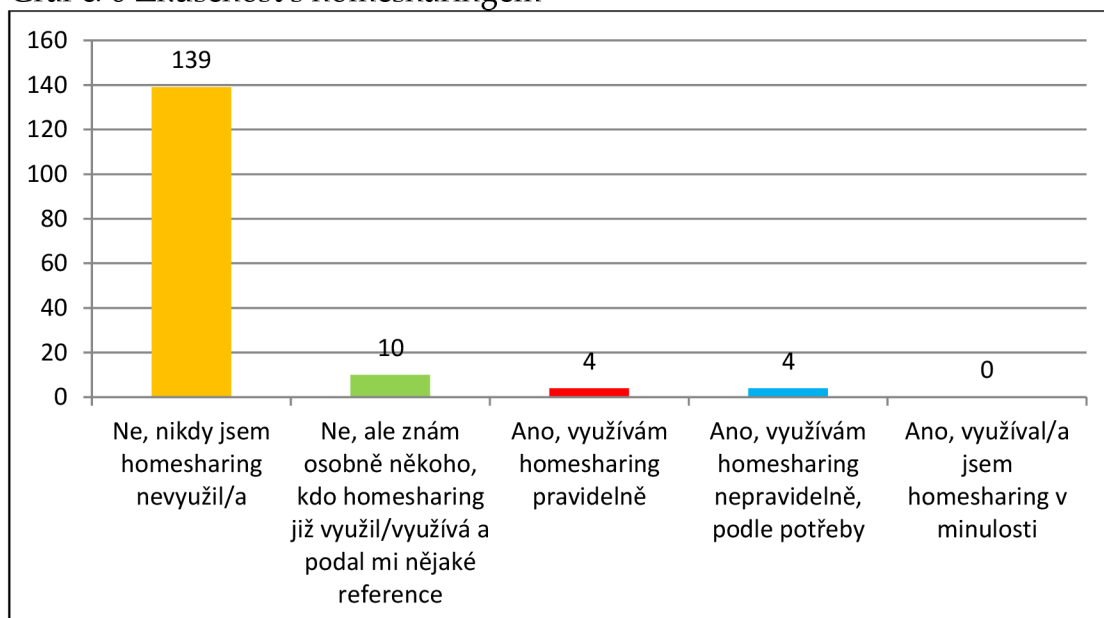 160
140
120
100
80
60
40
20
0
139
10
4
4
0
Ne, nikdy jsem
homesharing
nevyužil/a
Ne, ale znám
osobně někoho,
kdo homesharing
již využil/využívá a
podal mi nějaké
reference
Ano, využívám
homesharing
pravidelně
Ano, využívám
homesharing
nepravidelně,
podle potřeby
Ano, využíval/a
jsem
homesharing v
minulosti